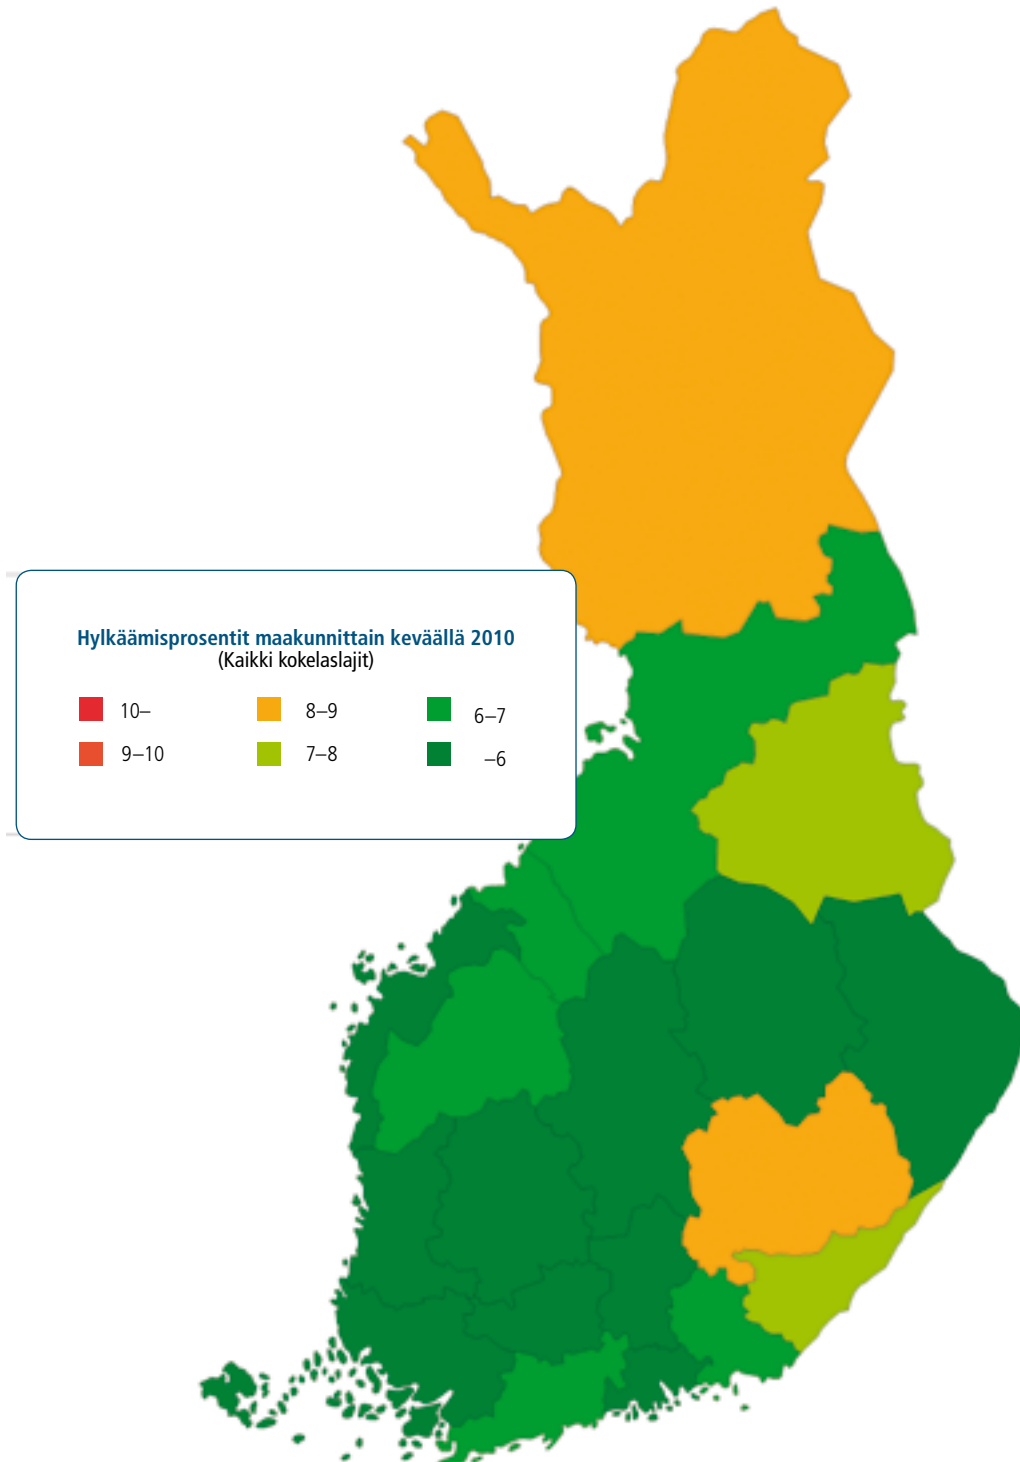 Hylkäämisprosentit maakunnittain keväällä 2010
(Kaikki kokelaslajit)
10– 8–9 6–7
9–10 7–8 –6